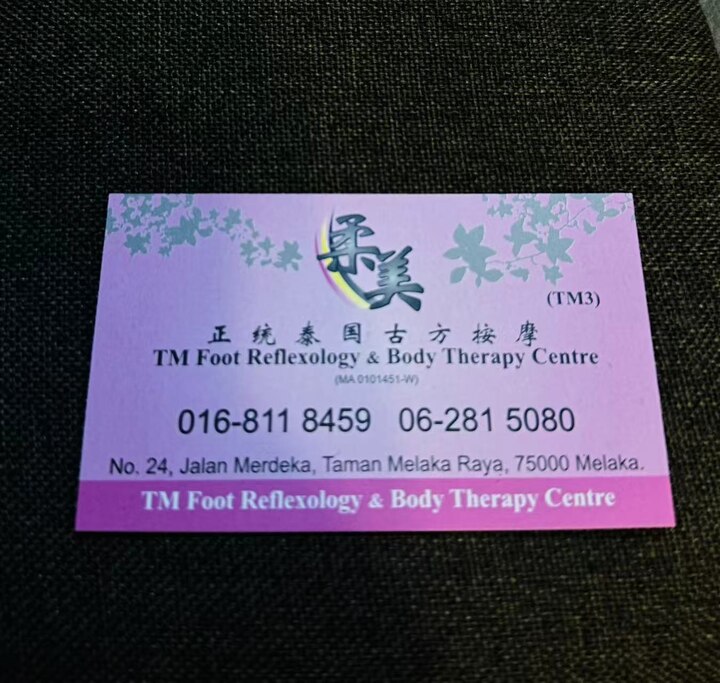 柔美
(TM3)
正统泰国古方按摩
TM Foot Reflexology & Body Therapy Centre
(MA 0101451-W)
016-811 8459 06-281 5080
No. 24, Jalan Merdeka, Taman Melaka Raya, 75000 Melaka.
TM Foot Reflexology & Body Therapy Centre